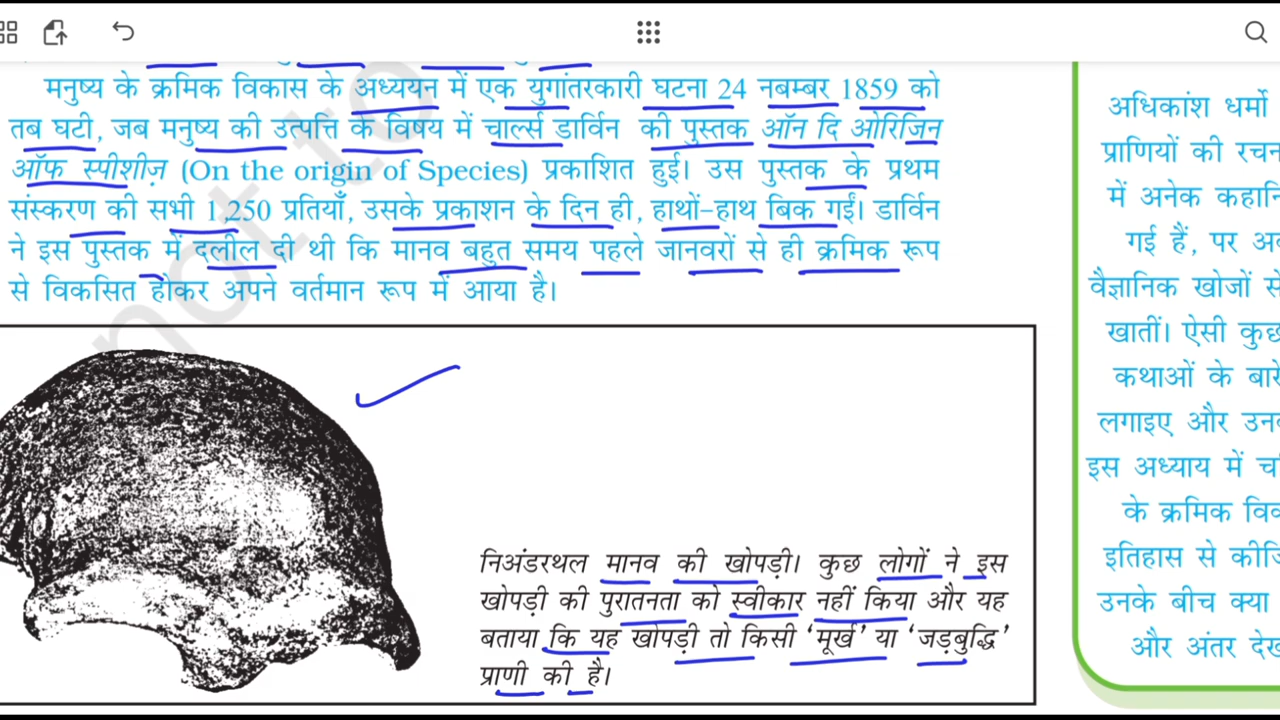 मनुष्य के क्रमिक विकास के अध्ययन में एक युगांतरकारी घटना 24 नबम्बर 1859 को
तब घटी, जब मनुष्य की उत्पत्ति के विषय में चार्ल्स डार्विन की पुस्तक ऑन दि ओरिजिन
ऑफ स्पीशीज़ (On the origin of Species) प्रकाशित हुई। उस पुस्तक के प्रथम
संस्करण की सभी 1,250 प्रतियाँ, उसके प्रकाशन के दिन ही, हाथों-हाथ बिक गईं। डार्विन
ने इस पुस्तक में दलील दी थी कि मानव बहुत समय पहले जानवरों से ही क्रमिक रूप
से विकसित होकर अपने वर्तमान रूप में आया है।
not to
निअंडरथल मानव की खोपड़ी। कुछ लोगों ने इस
खोपड़ी की पुरातनता को स्वीकार नहीं किया और यह
बताया कि यह खोपड़ी तो किसी ‘मूर्ख’ या ‘जड़बुद्धि’
प्राणी की है।
अधिकांश धर्मो
प्राणियों की
में अनेक
गई हैं, पर
वैज्ञानिक खोजों से
खातीं। ऐसी कुछ
कथाओं के बारे
लगाइए और
इस अध्याय में
के क्रमिक
इतिहास से
उनके बीच क्या
और अंतर